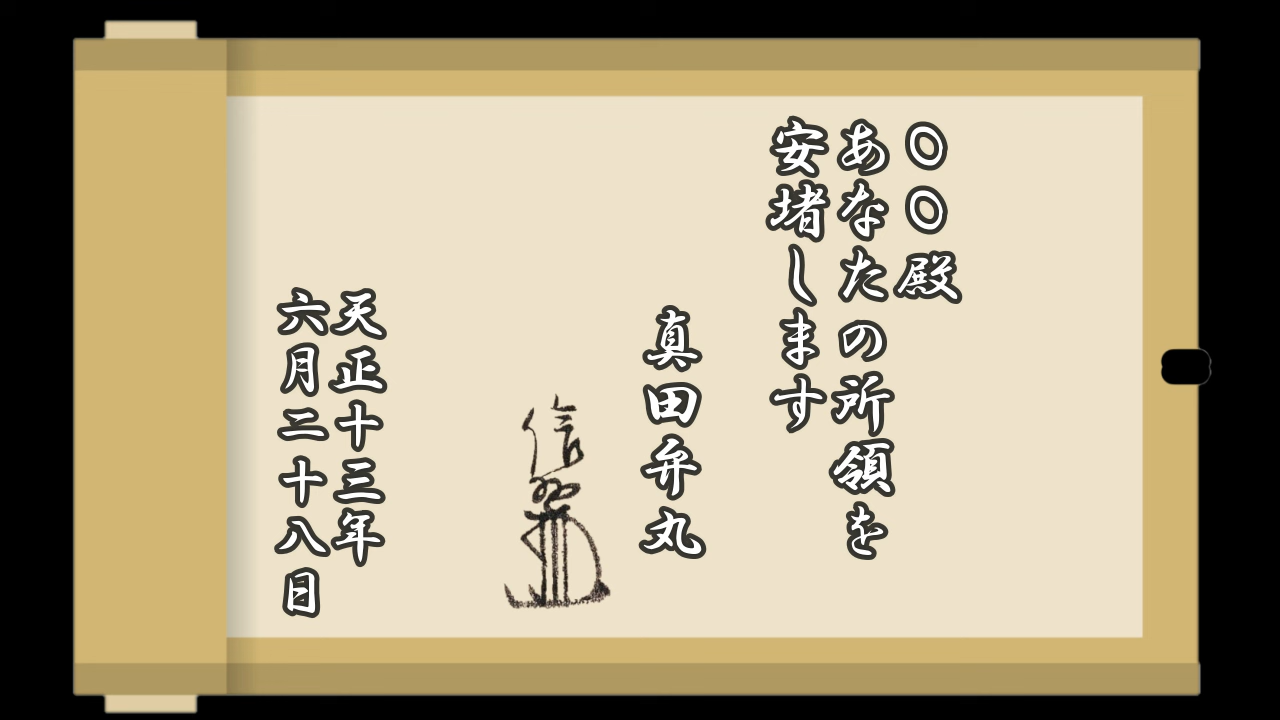 〇〇殿
あなたの所領を
安堵します
真田弁丸
信
天正十三年
六月二十八日